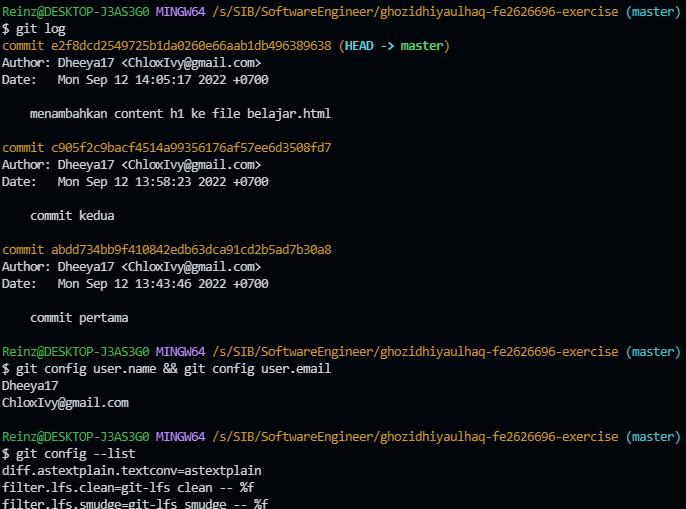 Reinz@DESKTOP-J3AS3G0 MINGW64 /s/SIB/SoftwareEngineer/ghozidhiyaulhaq-fe2626696-exercise (master)
$ git log
commit e2f8dcd2549725b1da0260e66aab1db496389638 (HEAD -> master)
Author: Dheeya17 <ChloxIvy@gmail.com>
Date:   Mon Sep 12 14:05:17 2022 +0700
    menambahkan content h1 ke file belajar.html
commit c905f2c9bacf4514a99356176af57ee6d3508fd7
Author: Dheeya17 <ChloxIvy@gmail.com>
Date:   Mon Sep 12 13:58:23 2022 +0700
    commit kedua
commit abdd734bb9f410842edb63dca91cd2b5ad7b30a8
Author: Dheeya17 <ChloxIvy@gmail.com>
Date:   Mon Sep 12 13:43:46 2022 +0700
    commit pertama
Reinz@DESKTOP-J3AS3G0 MINGW64 /s/SIB/SoftwareEngineer/ghozidhiyaulhaq-fe2626696-exercise (master)
$ git config user.name && git config user.email
Dheeya17
ChloxIvy@gmail.com
Reinz@DESKTOP-J3AS3G0 MINGW64 /s/SIB/SoftwareEngineer/ghozidhiyaulhaq-fe2626696-exercise (master)
$ git config --list
diff.astextplain.textconv=astextplain
filter.lfs.clean=git-lfs clean -- %f
filter.lfs.smudge=git-lfs smudge -- %f